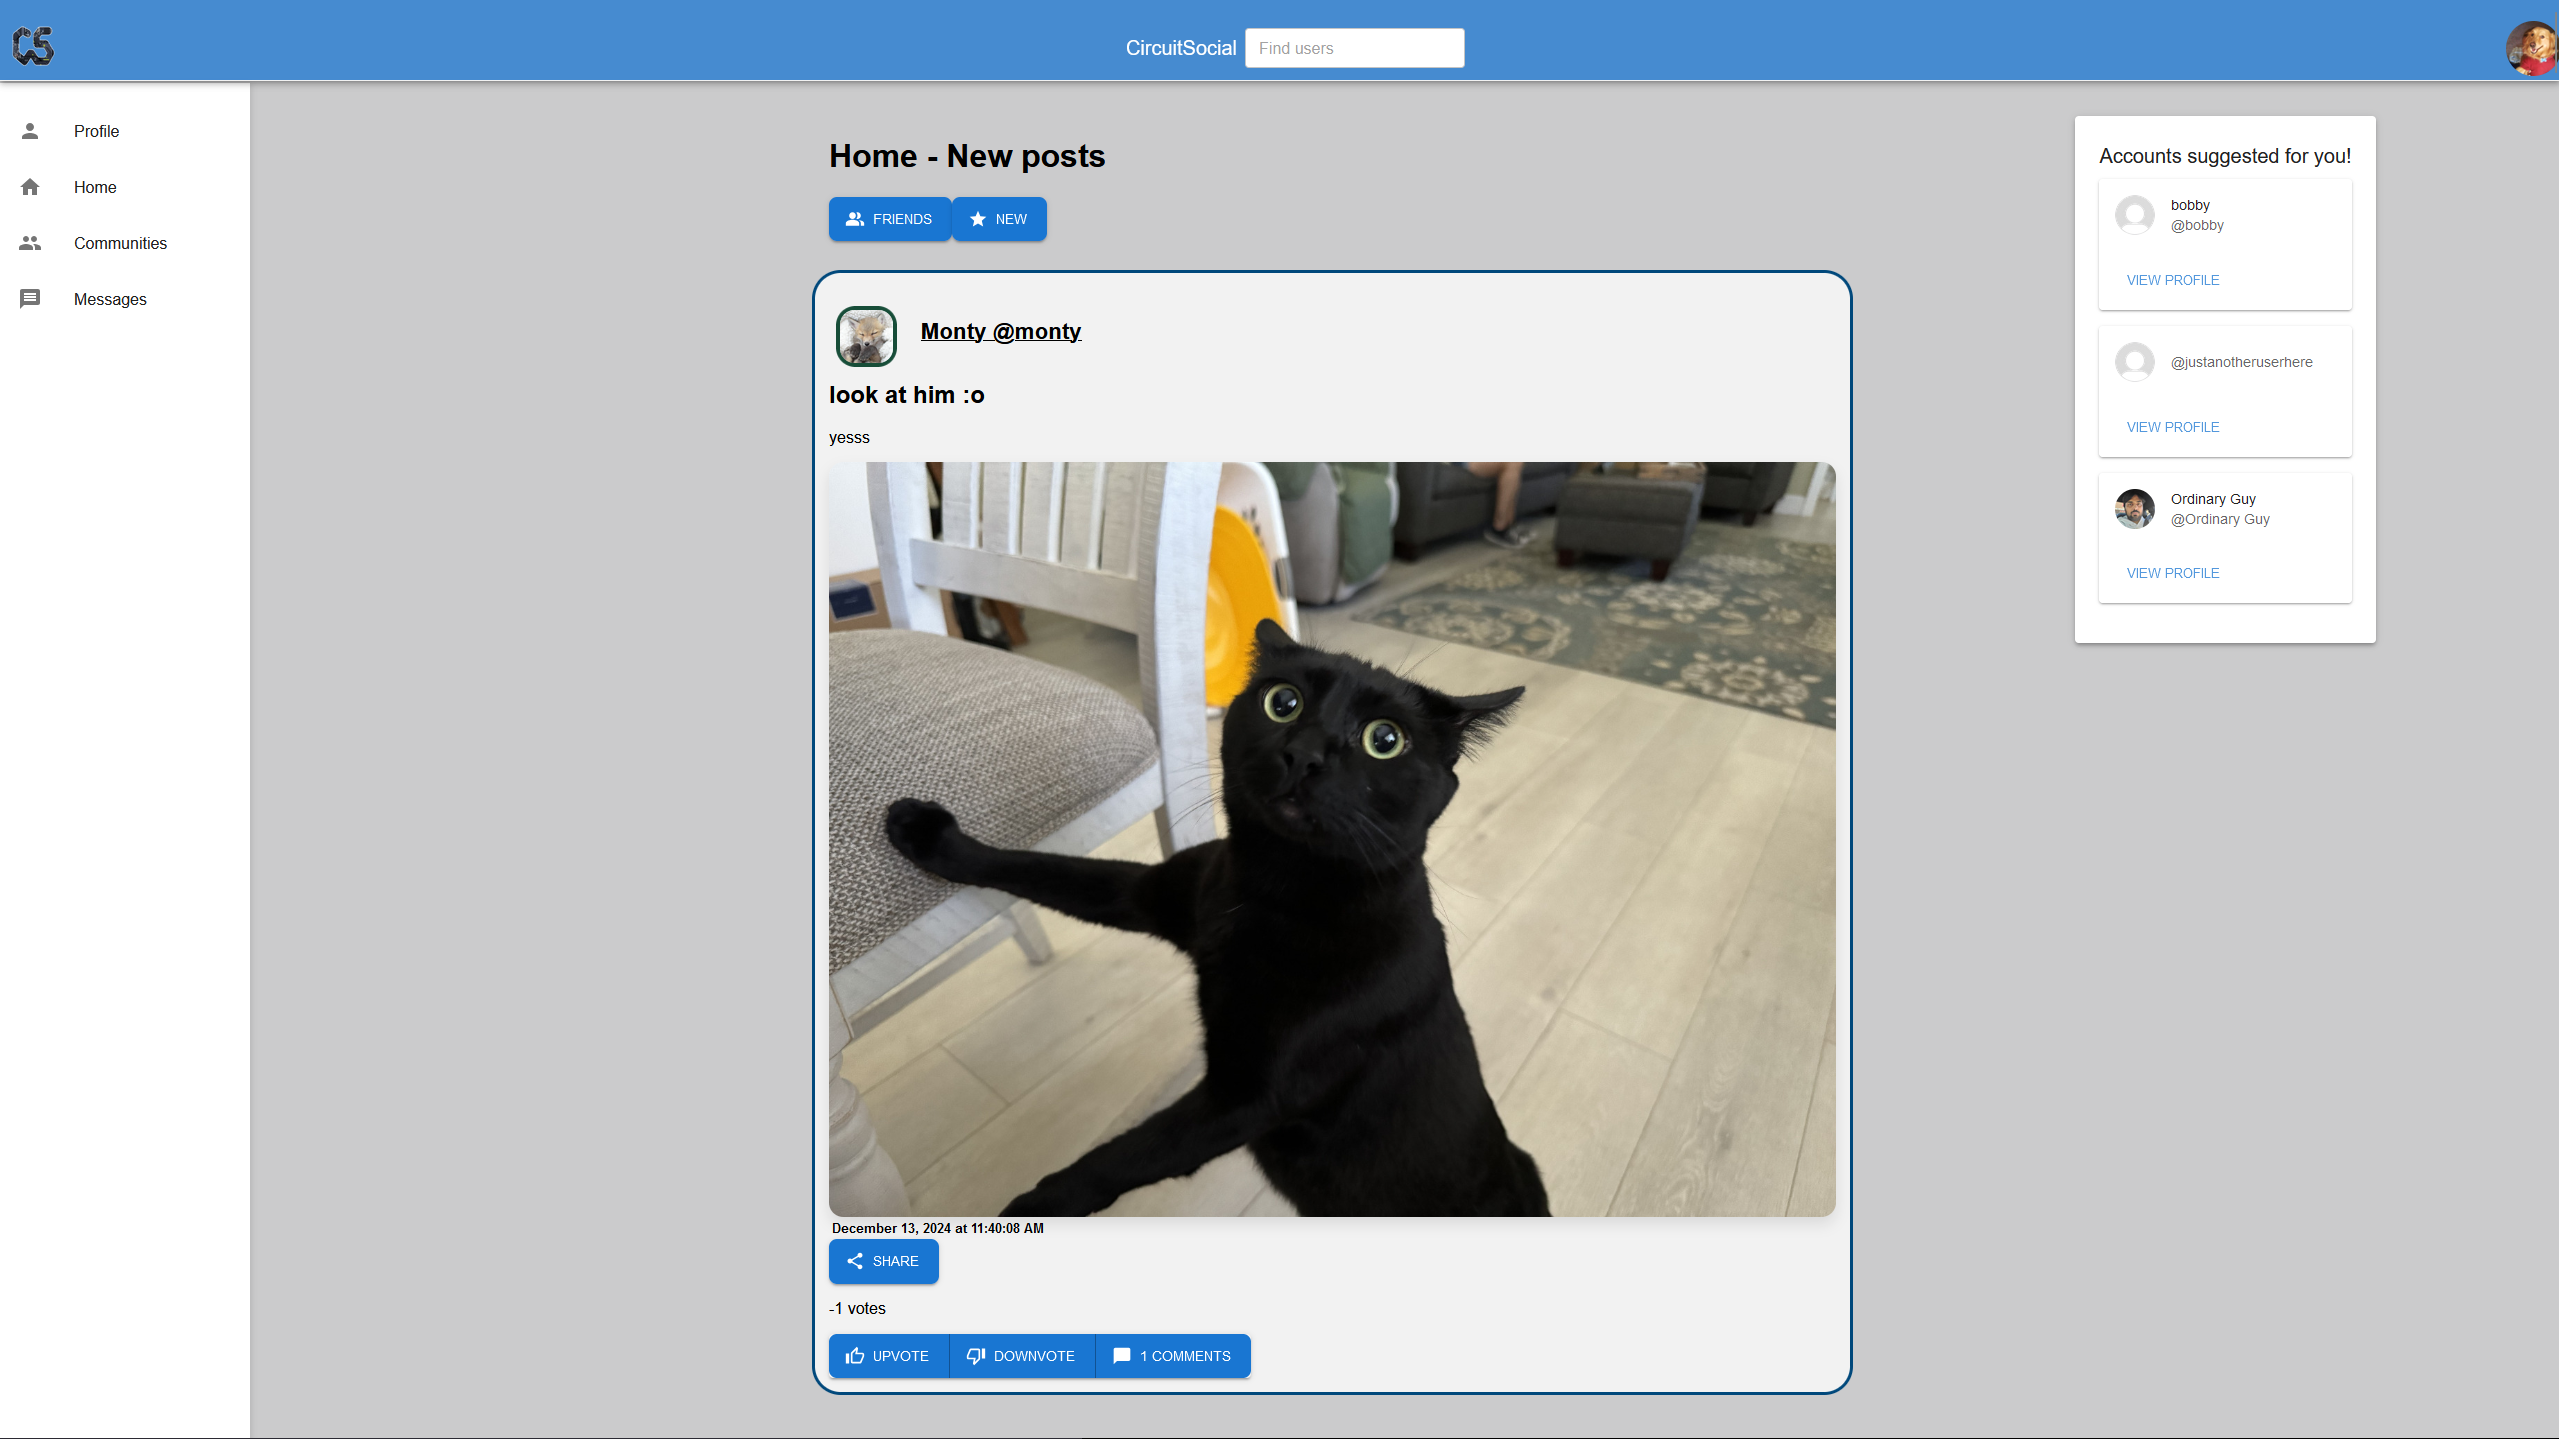 CS
CircuitSocial
Find users
Profile
Home
Communities
Messages
Home - New posts
FRIENDS
NEW
Monty @monty
look at him :o
yesss
December 13, 2024 at 11:40:08 AM
SHARE
-1 votes
UPVOTE
DOWNVOTE
1 COMMENTS
Accounts suggested for you!
bobby
@bobby
VIEW PROFILE
@justanotheruserhere
VIEW PROFILE
Ordinary Guy
@Ordinary Guy
VIEW PROFILE